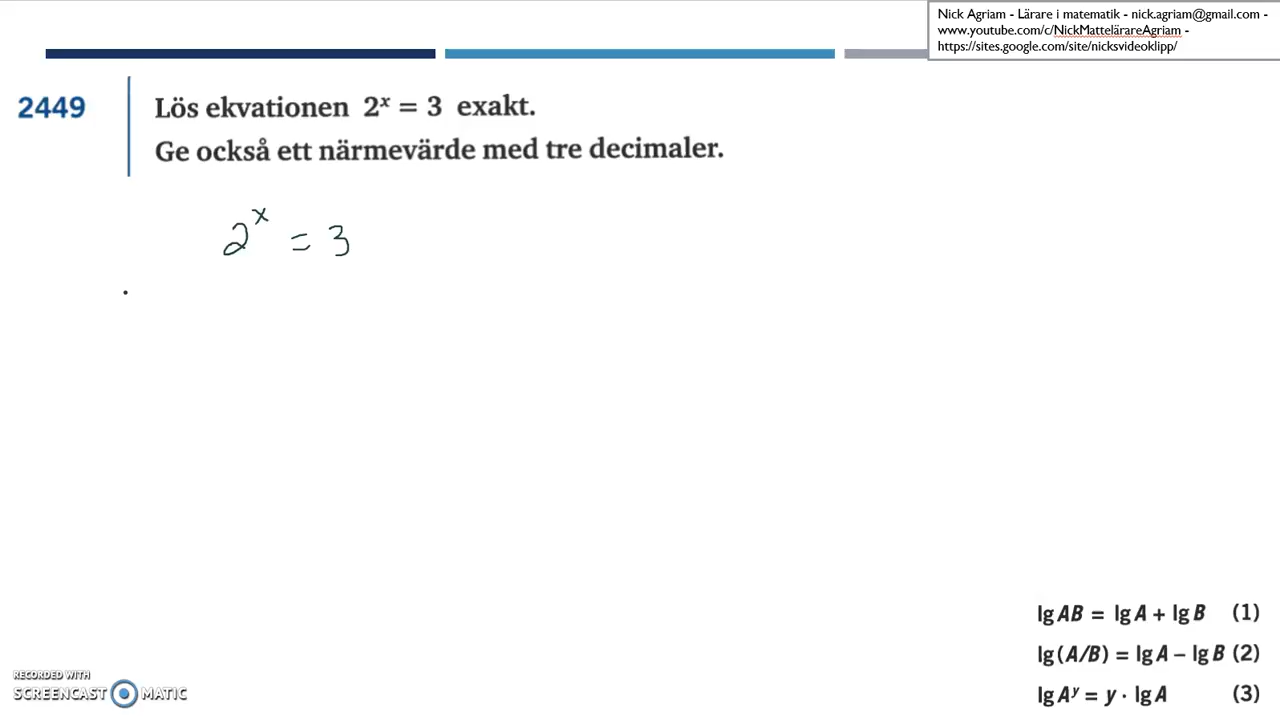 Nick Agriam - Lärare i matematik - nick.agriam@gmail.com -
www.youtube.com/c/NickMattelärareAgriam -
https://sites.google.com/site/nicksvideoklipp/
2449
Lös ekvationen 2ˣ = 3 exakt.
Ge också ett närmevärde med tre decimaler.
2ˣ = 3
lg AB = lg A + lg B (1)
lg (A/B) = lg A – lg B (2)
lg Aʸ = y · lg A (3)
RECORDED WITH
SCREENCAST MATIC